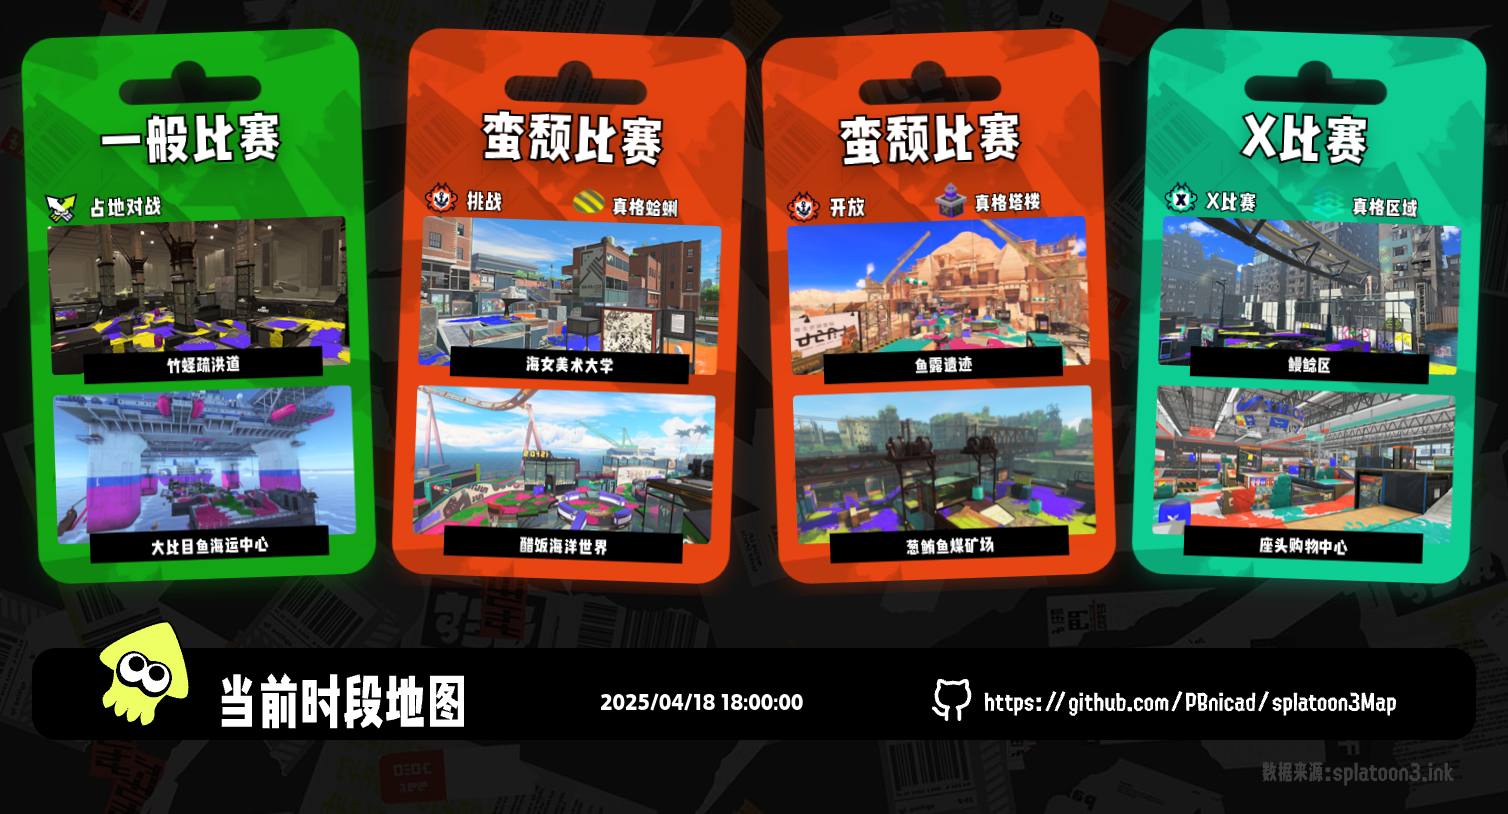 一般比赛
占地对战
竹蛏疏洪道
大比目鱼海运中心
蛮颓比赛
挑战
真格蛤蜊
海女美术大学
醋饭海洋世界
蛮颓比赛
开放
真格塔楼
鱼露遗迹
葱鲔鱼煤矿场
X比赛
X比赛
真格区域
鳗鲶区
座头购物中心
当前时段地图
2025/04/18 18:00:00
https://github.com/PBnicad/splatoon3Map
数据来源:splatoon3.ink